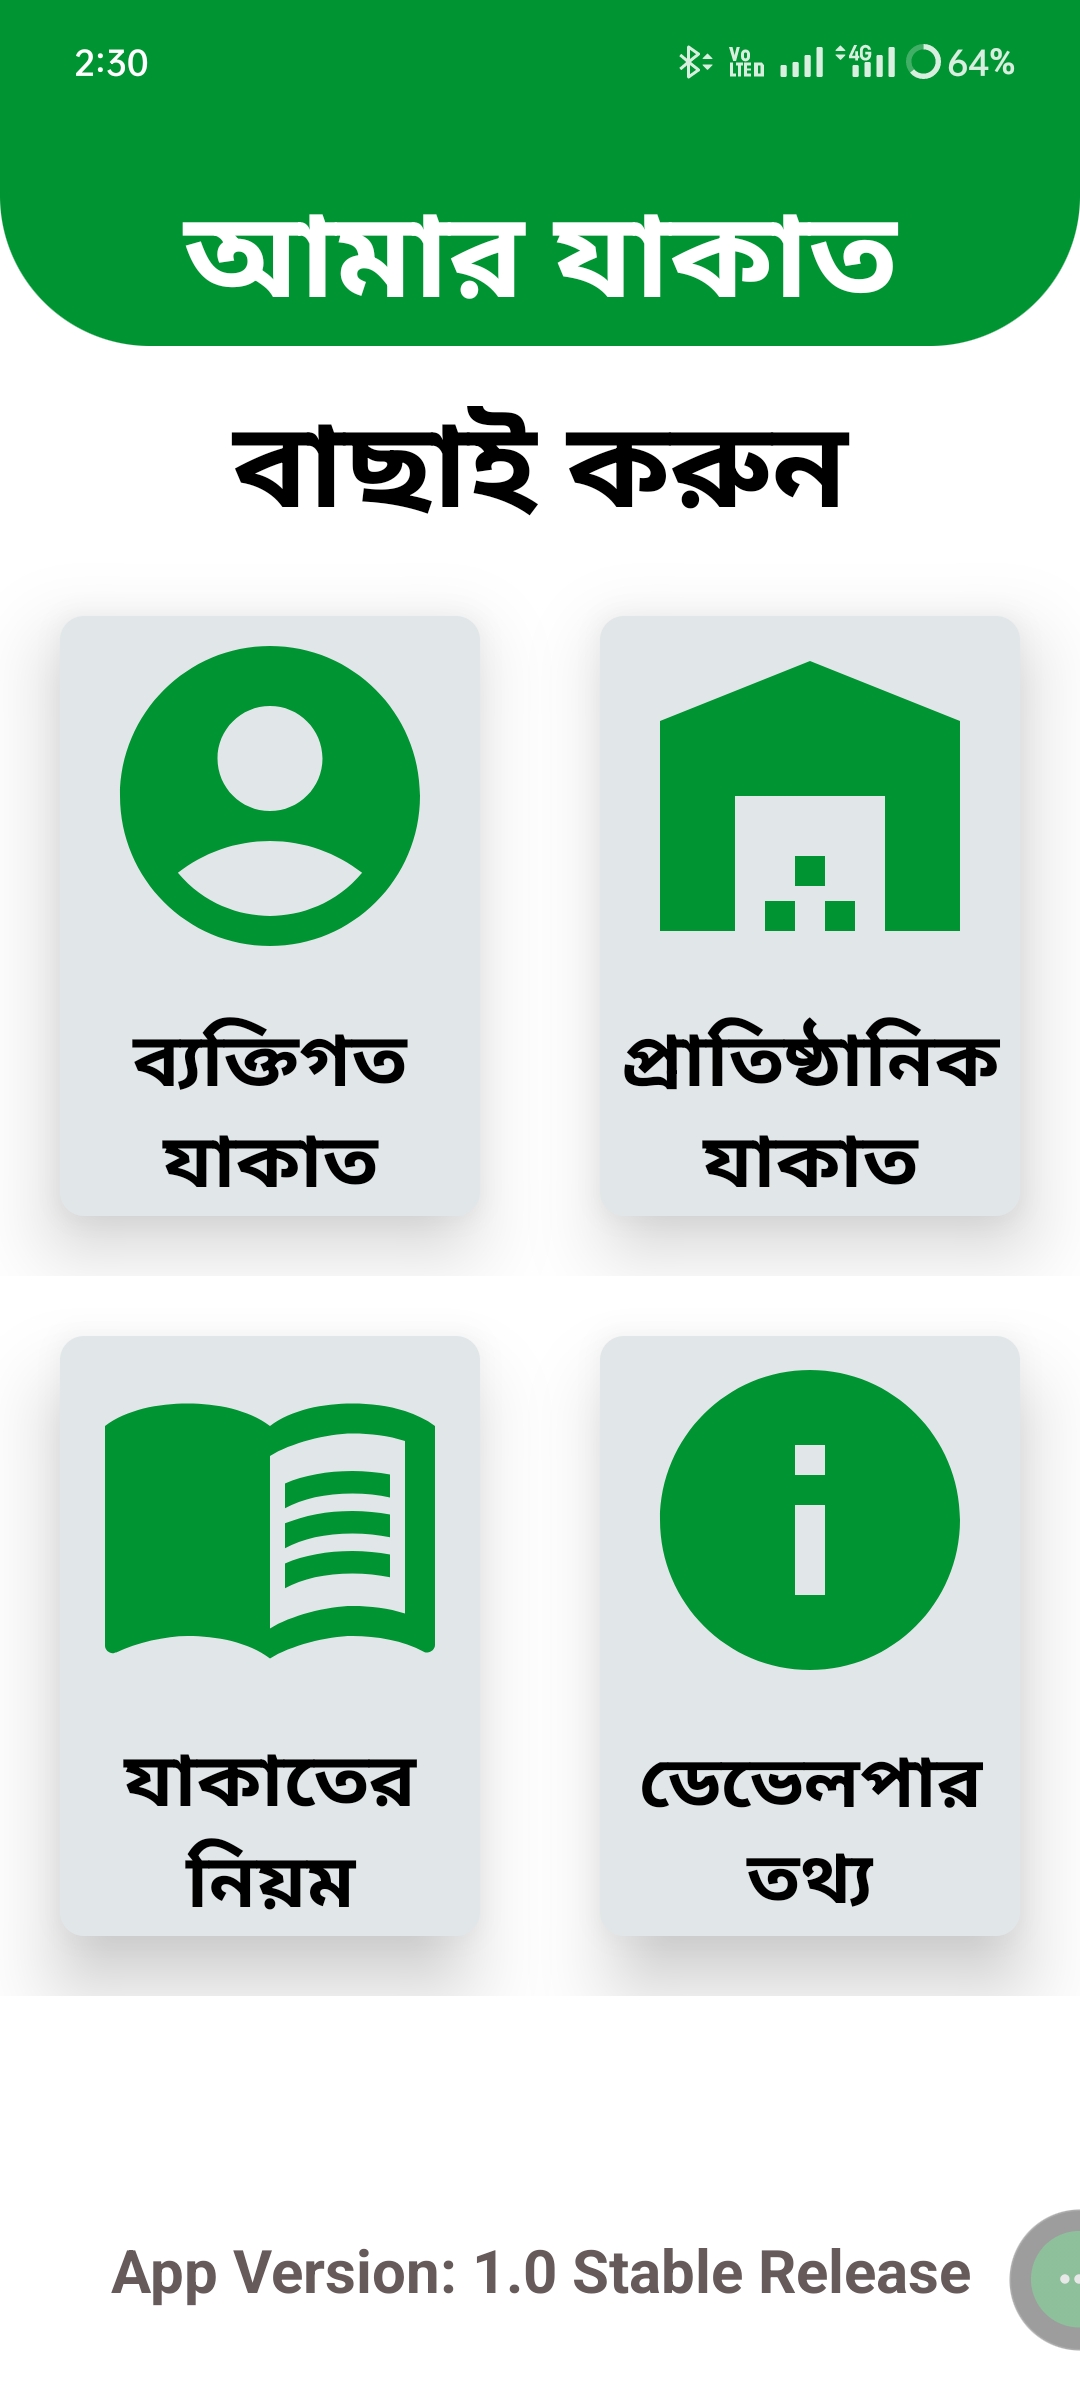 2:30
Vo LTE D 4G 64%
আমার যাকাত
বাছাই করুন
ব্যক্তিগত
যাকাত
প্রাতিষ্ঠানিক
যাকাত
যাকাতের
নিয়ম
ডেভেলপার
তথ্য
App Version: 1.0 Stable Release